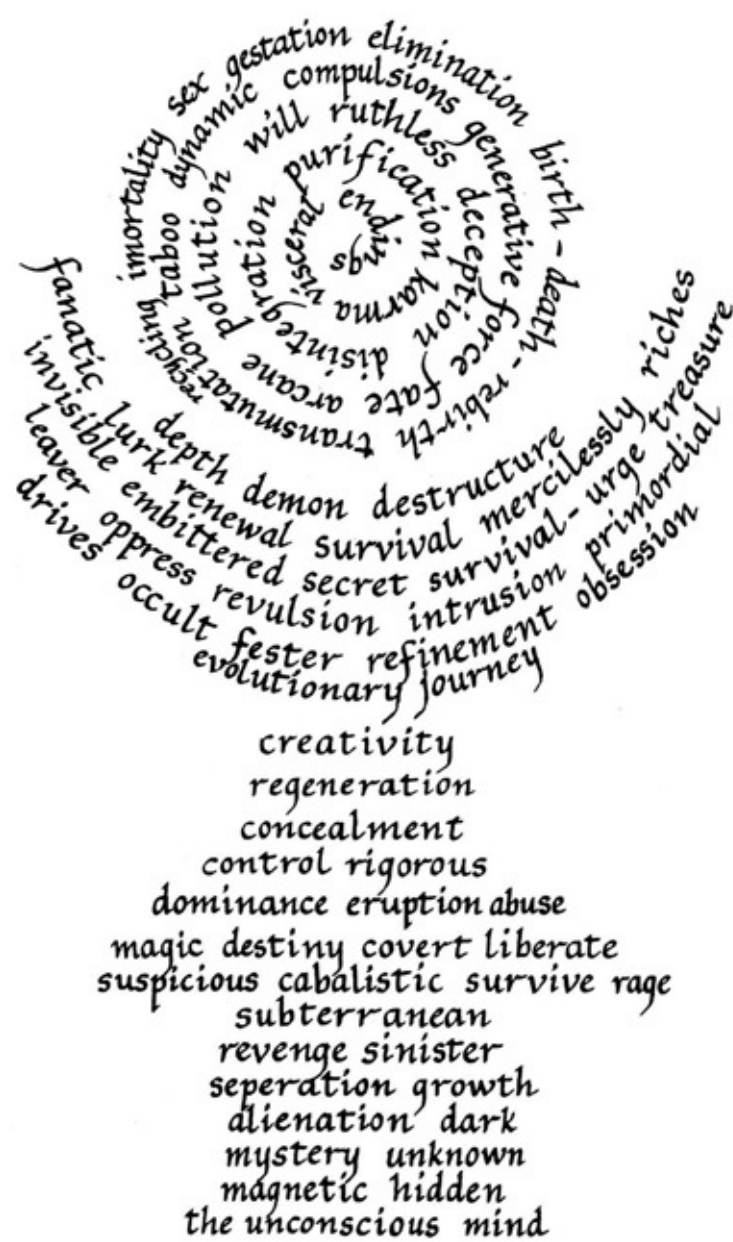 recycling imortality sex gestation elimination birth-death-rebirth transmutation taboo dynamic compulsions generative force fate arcane pollution will ruthless deception disintegration purification karma visceral endings
depth demon destructure
fanatic lurk renewal survival mercilessly riches
invisible embittered secret survival-urge treasure
leaver oppress revulsion intrusion primordial
drives occult fester refinement obsession
evolutionary journey
creativity
regeneration
concealment
control rigorous
dominance eruption abuse
magic destiny covert liberate
suspicious cabalistic survive rage
subterranean
revenge sinister
seperation growth
alienation dark
mystery unknown
magnetic hidden
the unconscious mind